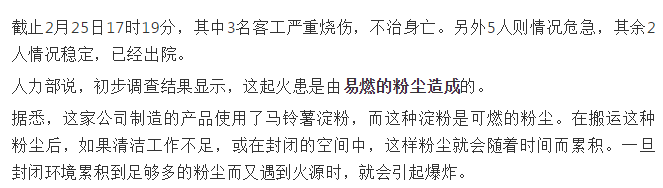 截止2月25日17时19分，其中3名客工严重烧伤，不治身亡。另外5人则情况危急，其余2
人情况稳定，已经出院。
人力部说，初步调查结果显示，这起火患是由易燃的粉尘造成的。
据悉，这家公司制造的产品使用了马铃薯淀粉，而这种淀粉是可燃的粉尘。在搬运这种
粉尘后，如果清洁工作不足，或在封闭的空间中，这样粉尘就会随着时间而累积。一旦
封闭环境累积到足够多的粉尘而又遇到火源时，就会引起爆炸。